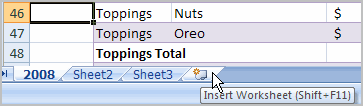 46 Toppings Nuts $
47 Toppings Oreo $
48 Toppings Total
2008 Sheet2 Sheet3
Insert Worksheet (Shift+F11)